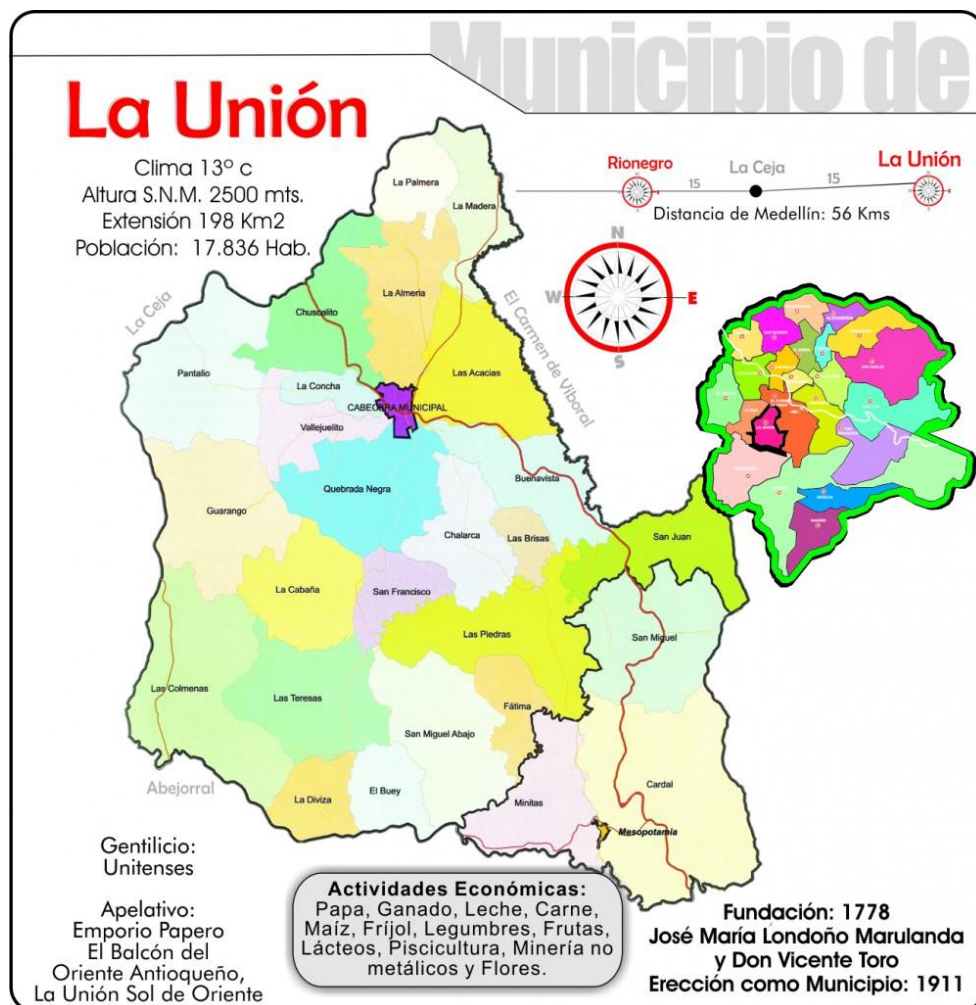 Municipio de
La Unión
Clima 13º c
Altura S.N.M. 2500 mts.
Extensión 198 Km2
Población: 17.836 Hab.
Rionegro
15
La Ceja
15
La Unión
Distancia de Medellín: 56 Kms
N
W
E
S
La Ceja
El Carmen de Viboral
Abejorral
La Palmera
La Madera
La Almeria
Chuscalito
Pantalio
La Concha
Las Acacias
CABECERA MUNICIPAL
Vallejuelito
Quebrada Negra
Buenavista
Guarango
Chalarca
Las Brisas
San Juan
La Cabaña
San Francisco
Las Piedras
San Miguel
Las Colmenas
Las Teresas
Fátima
San Miguel Abajo
Cardal
La Diviza
El Buey
Minitas
Mesopotamia
Gentilicio:
Unitenses
Apelativo:
Emporio Papero
El Balcón del
Oriente Antioqueño,
La Unión Sol de Oriente
Actividades Económicas:
Papa, Ganado, Leche, Carne,
Maíz, Fríjol, Legumbres, Frutas,
Lácteos, Piscicultura, Minería no
metálicos y Flores.
Fundación: 1778
José María Londoño Marulanda
y Don Vicente Toro
Erección como Municipio: 1911